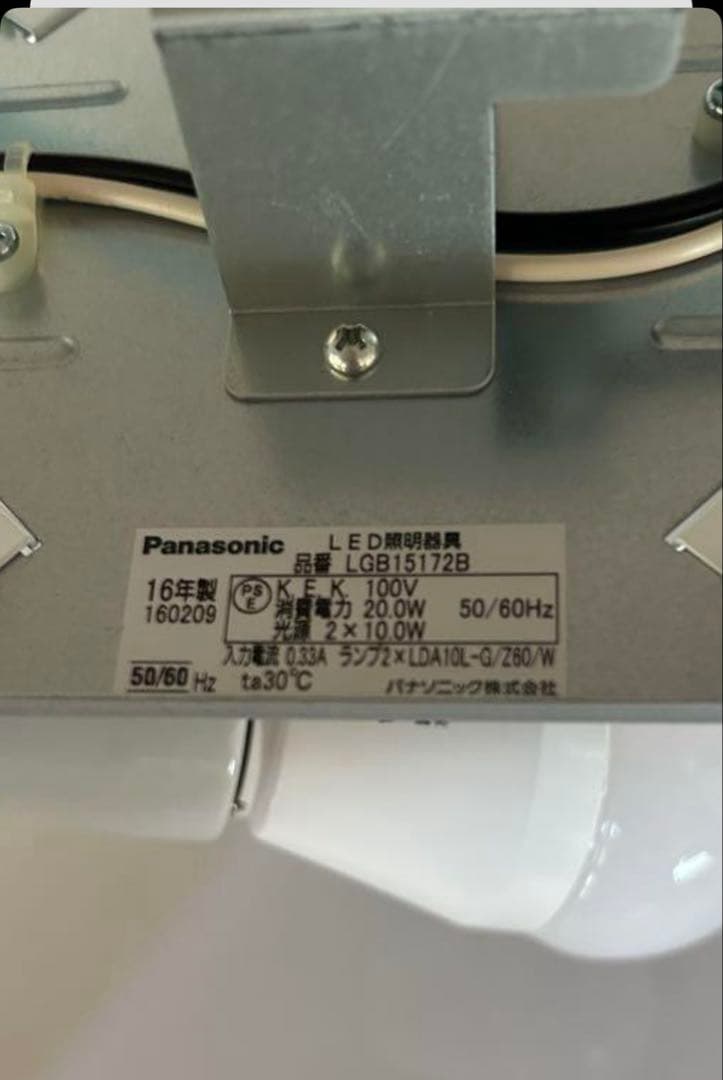 Panasonic LED照明器具
品番 LGB15172B
16年製
160209
PS
E
K.E.K. 100V
消費電力 20.0W 50/60Hz
光源 2×10.0W
入力電流 0.33A ランプ2×LDA10L-G/Z60/W
50/60 Hz ta30℃ パナソニック株式会社